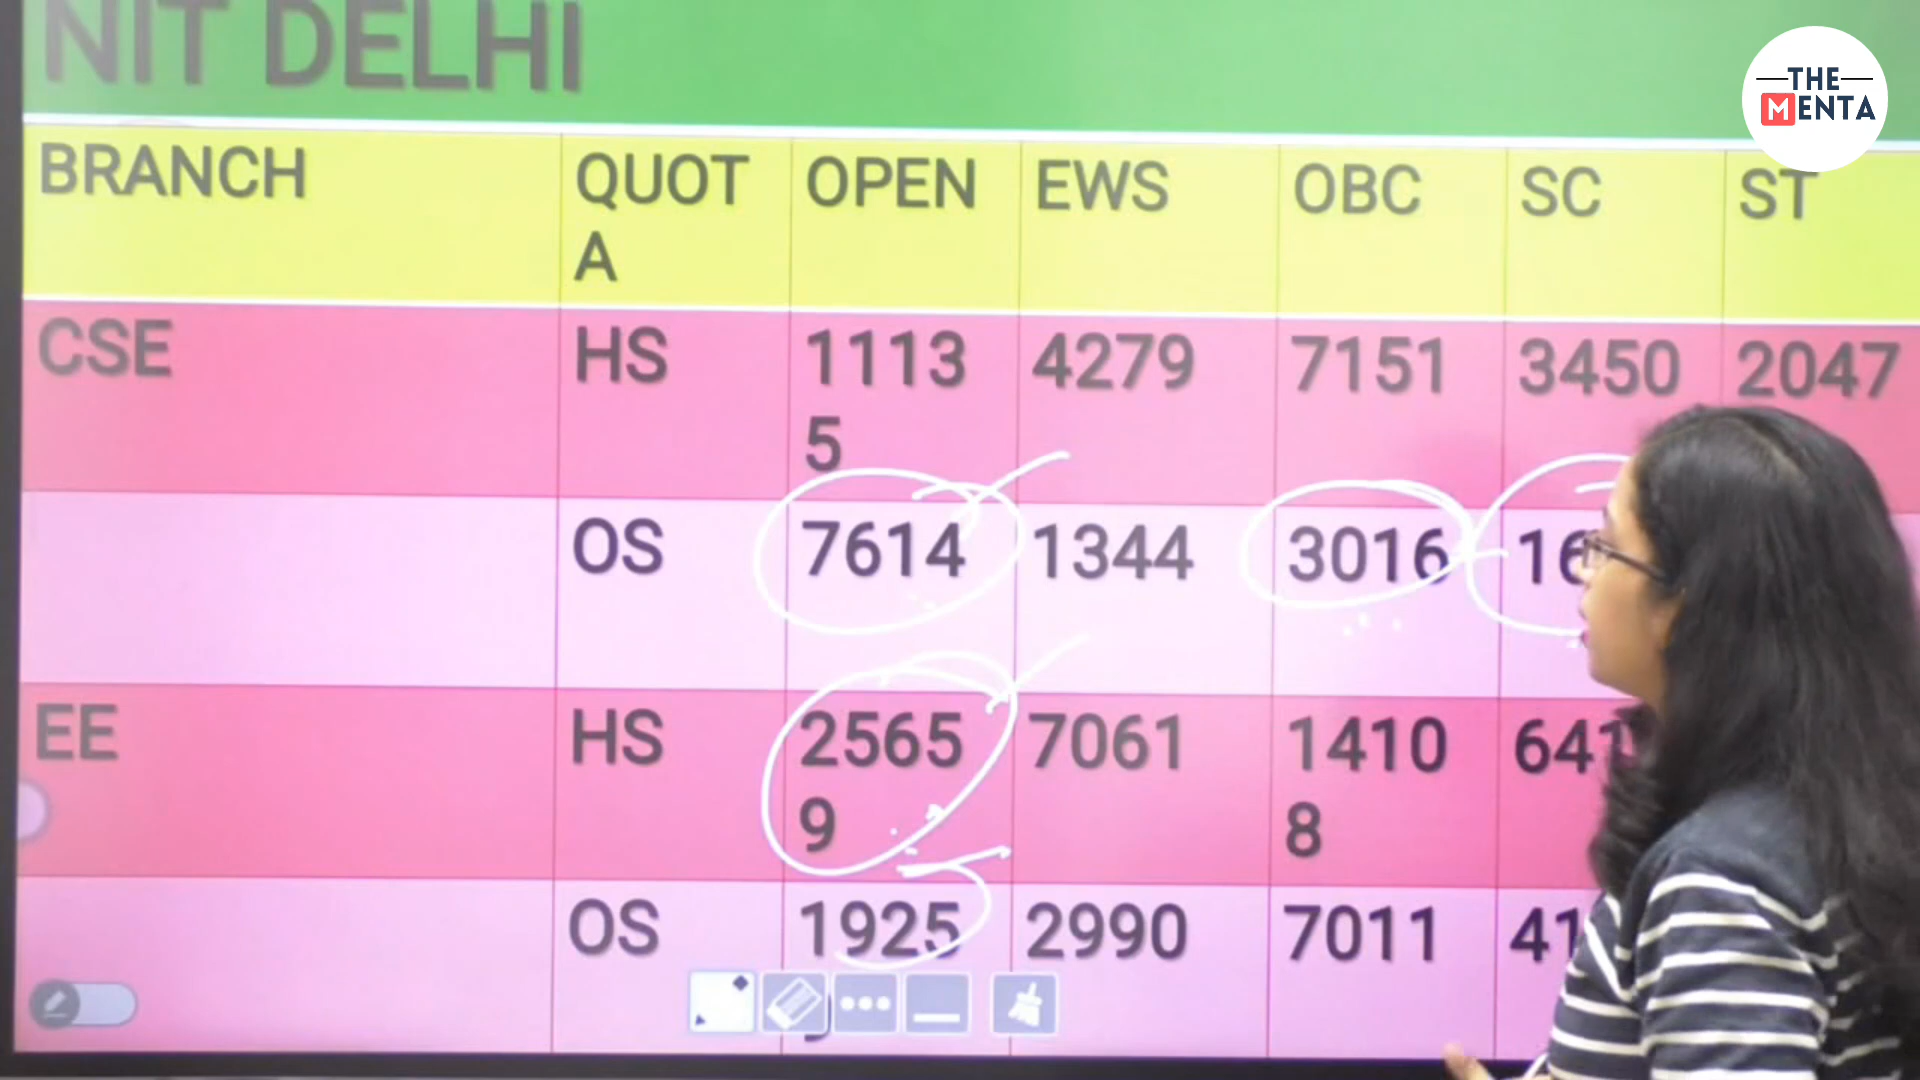 NIT DELHI
THE
MENTA
BRANCH QUOT OPEN EWS OBC SC ST
A
CSE HS 1113 4279 7151 3450 2047
5
OS 7614 1344 3016
EE HS 2565 7061 1410
9 8
OS 1925 2990 7011